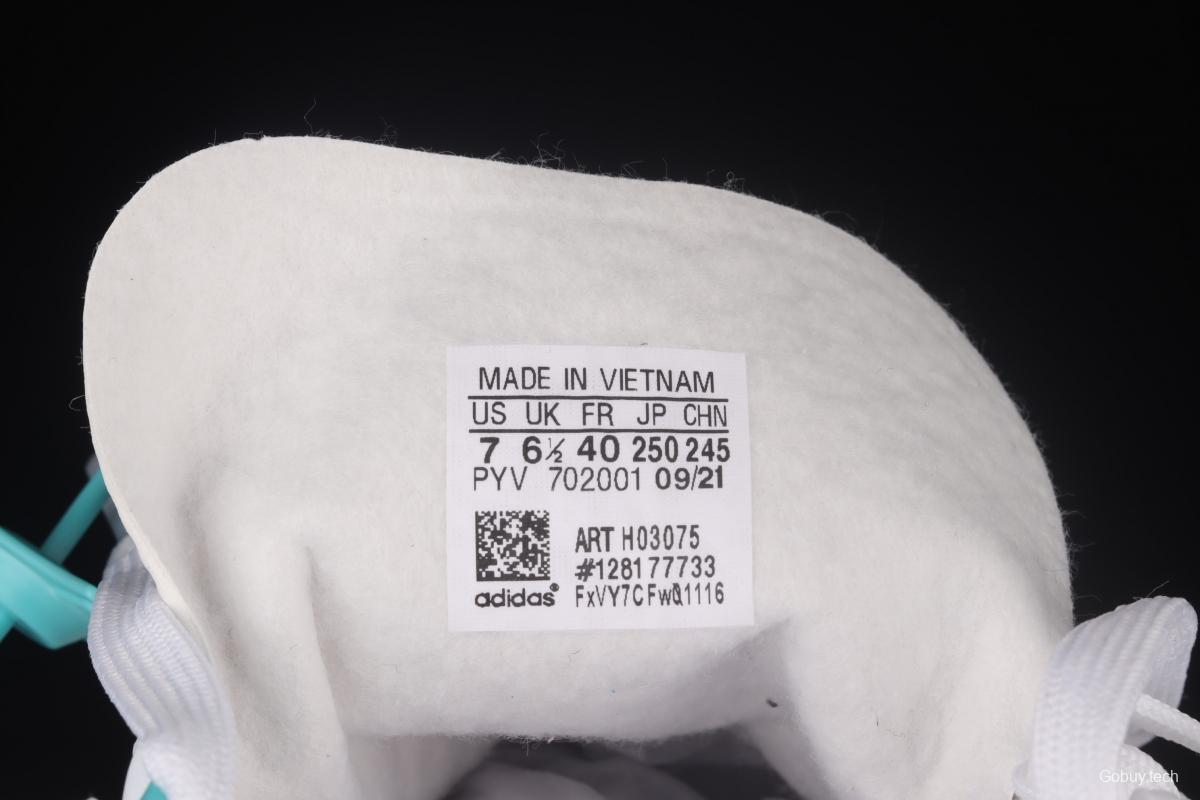 MADE IN VIETNAM
US UK FR JP CHN
7 6½ 40 250 245
PYV 702001 09/21
ART H03075
#128177733
FxVY7CFwQ1116
adidas®
Gobuy.tech